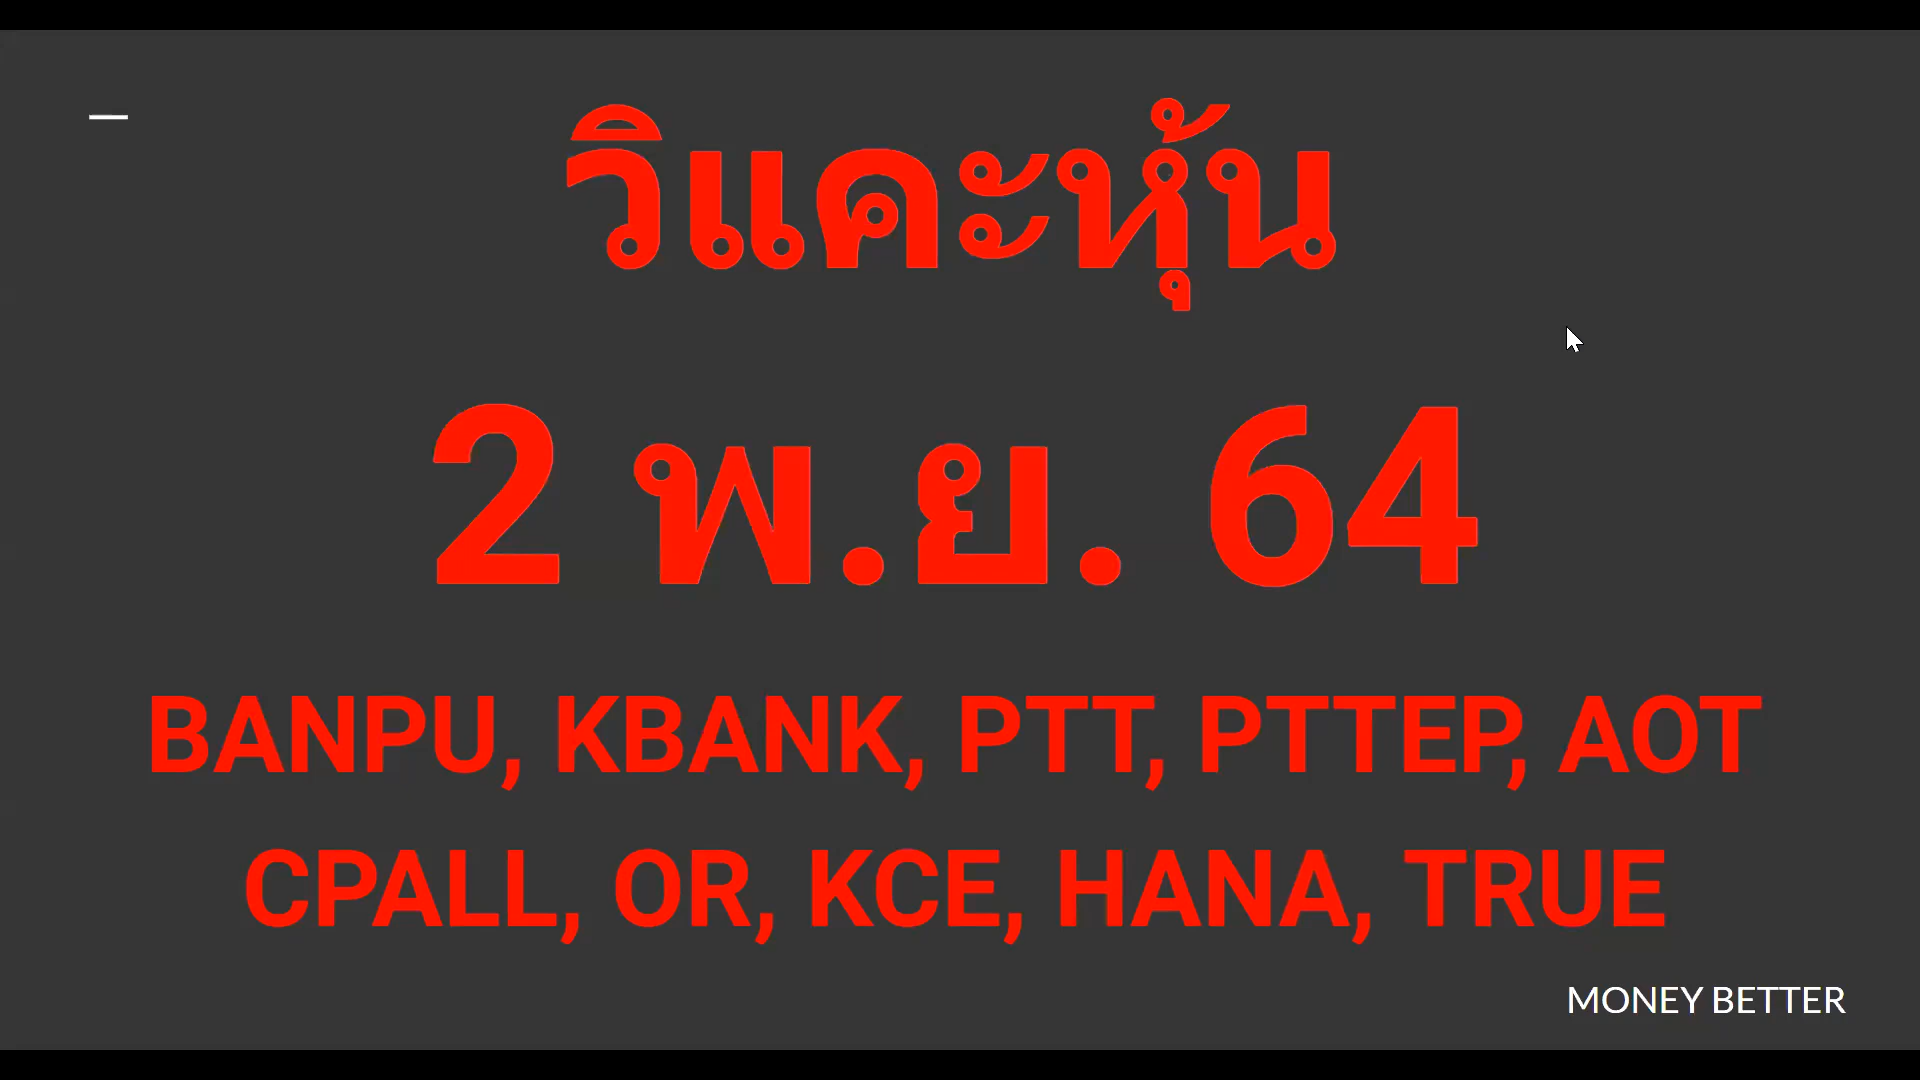 วิแคะหุ้น
2 พ.ย. 64
BANPU, KBANK, PTT, PTTEP, AOT
CPALL, OR, KCE, HANA, TRUE
MONEY BETTER